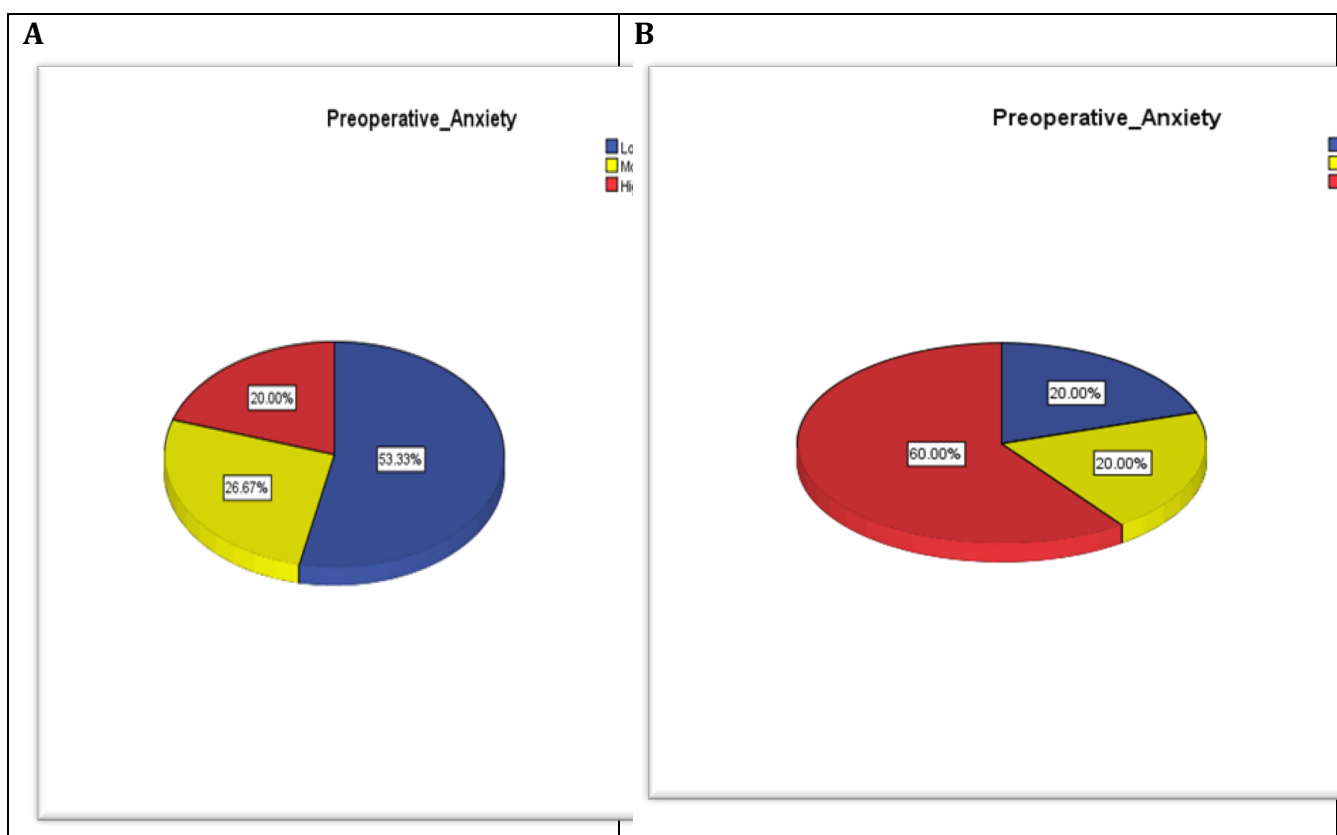 A
Preoperative_Anxiety
Lo
Mo
Hi
20.00%
53.33%
26.67%
B
Preoperative_Anxiety
20.00%
60.00%
20.00%